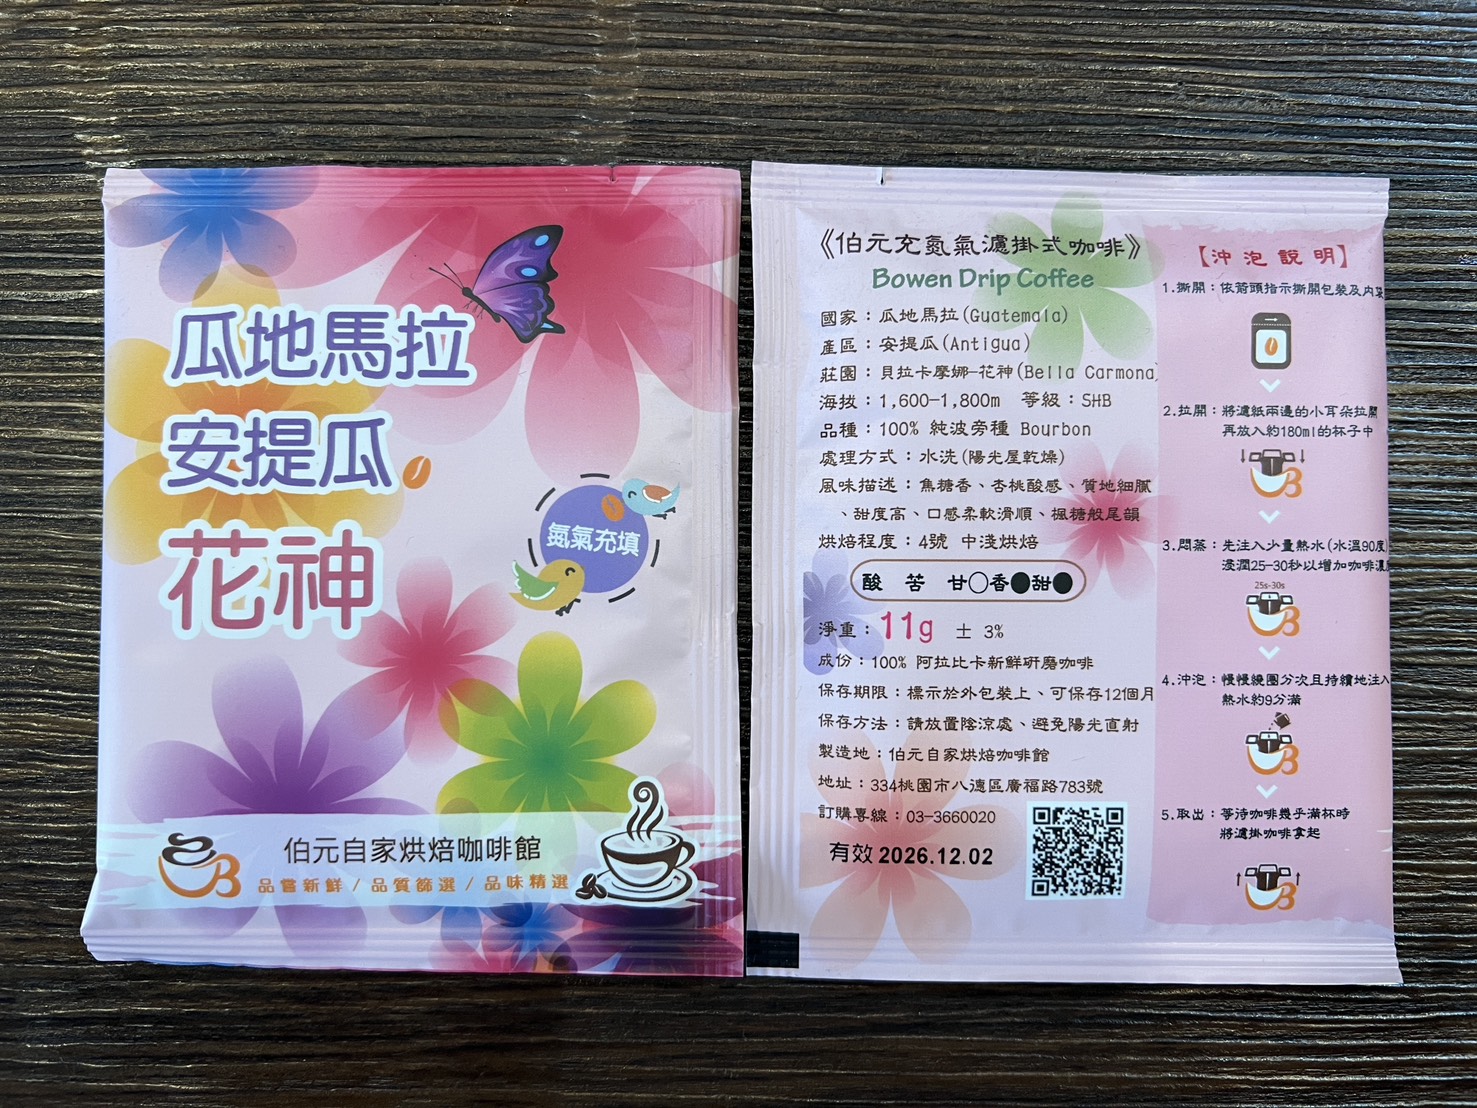 瓜地馬拉
安提瓜
花神
氮氣充填
伯元自家烘焙咖啡館
品嘗新鮮 / 品質篩選 / 品味精選
《伯元充氮氣濾掛式咖啡》
Bowen Drip Coffee
國家：瓜地馬拉(Guatemala)
產區：安提瓜(Antigua)
莊園：貝拉卡摩娜-花神(Bella Carmona)
海拔：1,600-1,800m 等級：SHB
品種：100% 純波旁種 Bourbon
處理方式：水洗(陽光屋乾燥)
風味描述：焦糖香、杏桃酸感、質地細膩
、甜度高、口感柔軟滑順、楓糖般尾韻
烘焙程度：4號 中淺烘焙
酸 苦 甘○香●甜●
淨重：11g ± 3%
成份：100% 阿拉比卡新鮮研磨咖啡
保存期限：標示於外包裝上、可保存12個月
保存方法：請放置陰涼處、避免陽光直射
製造地：伯元自家烘焙咖啡館
地址：334桃園市八德區廣福路783號
訂購專線：03-3660020
有效 2026.12.02
【沖泡說明】
1.撕開：依箭頭指示撕開包裝及內袋
2.拉開：將濾紙兩邊的小耳朵拉開
再放入約180ml的杯子中
3.悶蒸：先注入少量熱水(水溫90度)
浸潤25-30秒以增加咖啡濃
25s-30s
4.沖泡：慢慢繞圈分次且持續地注入
熱水約9分滿
5.取出：等待咖啡幾乎滿杯時
將濾掛咖啡拿起